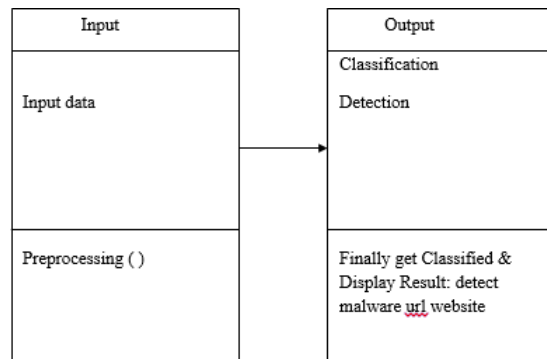 Input
Input data
Preprocessing ( )
Output
Classification
Detection
Finally get Classified &
Display Result: detect
malware url website